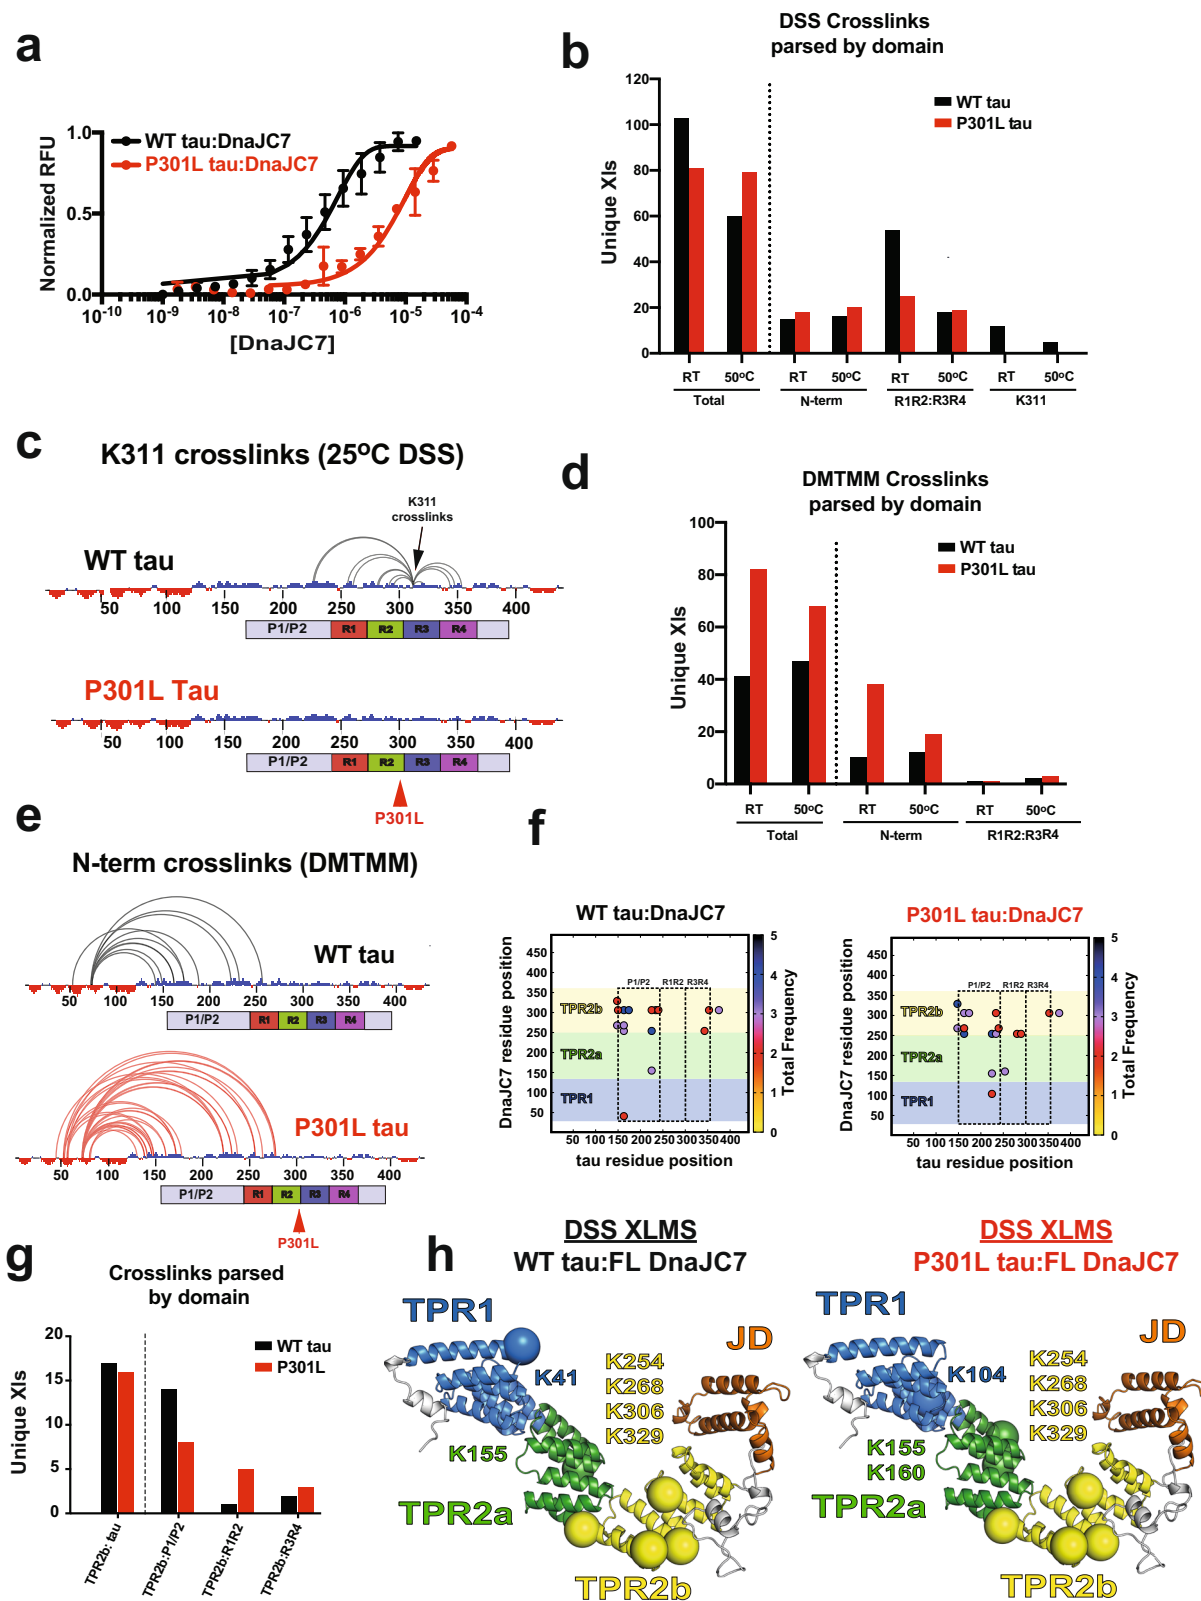 a
WT tau:DnaJC7
P301L tau:DnaJC7
Normalized RFU
1.0
0.5
0.0
10-10 10-9 10-8 10-7 10-6 10-5 10-4
[DnaJC7]
b
DSS Crosslinks
parsed by domain
WT tau
P301L tau
Unique Xls
120
100
80
60
40
20
0
RT 50oC RT 50oC RT 50oC RT 50oC
Total N-term R1R2:R3R4 K311
c
K311 crosslinks (25ºC DSS)
K311
crosslinks
WT tau
50 100 150 200 250 300 350 400
P1/P2 R1 R2 R3 R4
P301L Tau
50 100 150 200 250 300 350 400
P1/P2 R1 R2 R3 R4
P301L
d
DMTMM Crosslinks
parsed by domain
WT tau
P301L tau
Unique Xls
100
80
60
40
20
0
RT 50oC RT 50oC RT 50oC
Total N-term R1R2:R3R4
e
N-term crosslinks (DMTMM)
WT tau
50 100 150 200 250 300 350 400
P1/P2 R1 R2 R3 R4
P301L tau
50 100 150 200 250 300 350 400
P1/P2 R1 R2 R3 R4
P301L
f
WT tau:DnaJC7
DnaJC7 residue position
450
400
350
300
250
200
150
100
50
P1/P2 R1R2 R3R4
TPR2b
TPR2a
TPR1
50 100 150 200 250 300 350 400
tau residue position
5
4
3
2
1
0
Total Frequency
P301L tau:DnaJC7
DnaJC7 residue position
450
400
350
300
250
200
150
100
50
P1/P2 R1R2 R3R4
TPR2b
TPR2a
TPR1
50 100 150 200 250 300 350 400
tau residue position
5
4
3
2
1
0
Total Frequency
g
Crosslinks parsed
by domain
WT tau
P301L
Unique Xls
20
15
10
5
0
TPR2b: tau
TPR2b:P1/P2
TPR2b:R1R2
TPR2b:R3R4
h
DSS XLMS
WT tau:FL DnaJC7
TPR1
JD
K41
K254
K268
K306
K329
K155
TPR2a
TPR2b
DSS XLMS
P301L tau:FL DnaJC7
TPR1
JD
K104
K254
K268
K306
K329
K155
K160
TPR2a
TPR2b